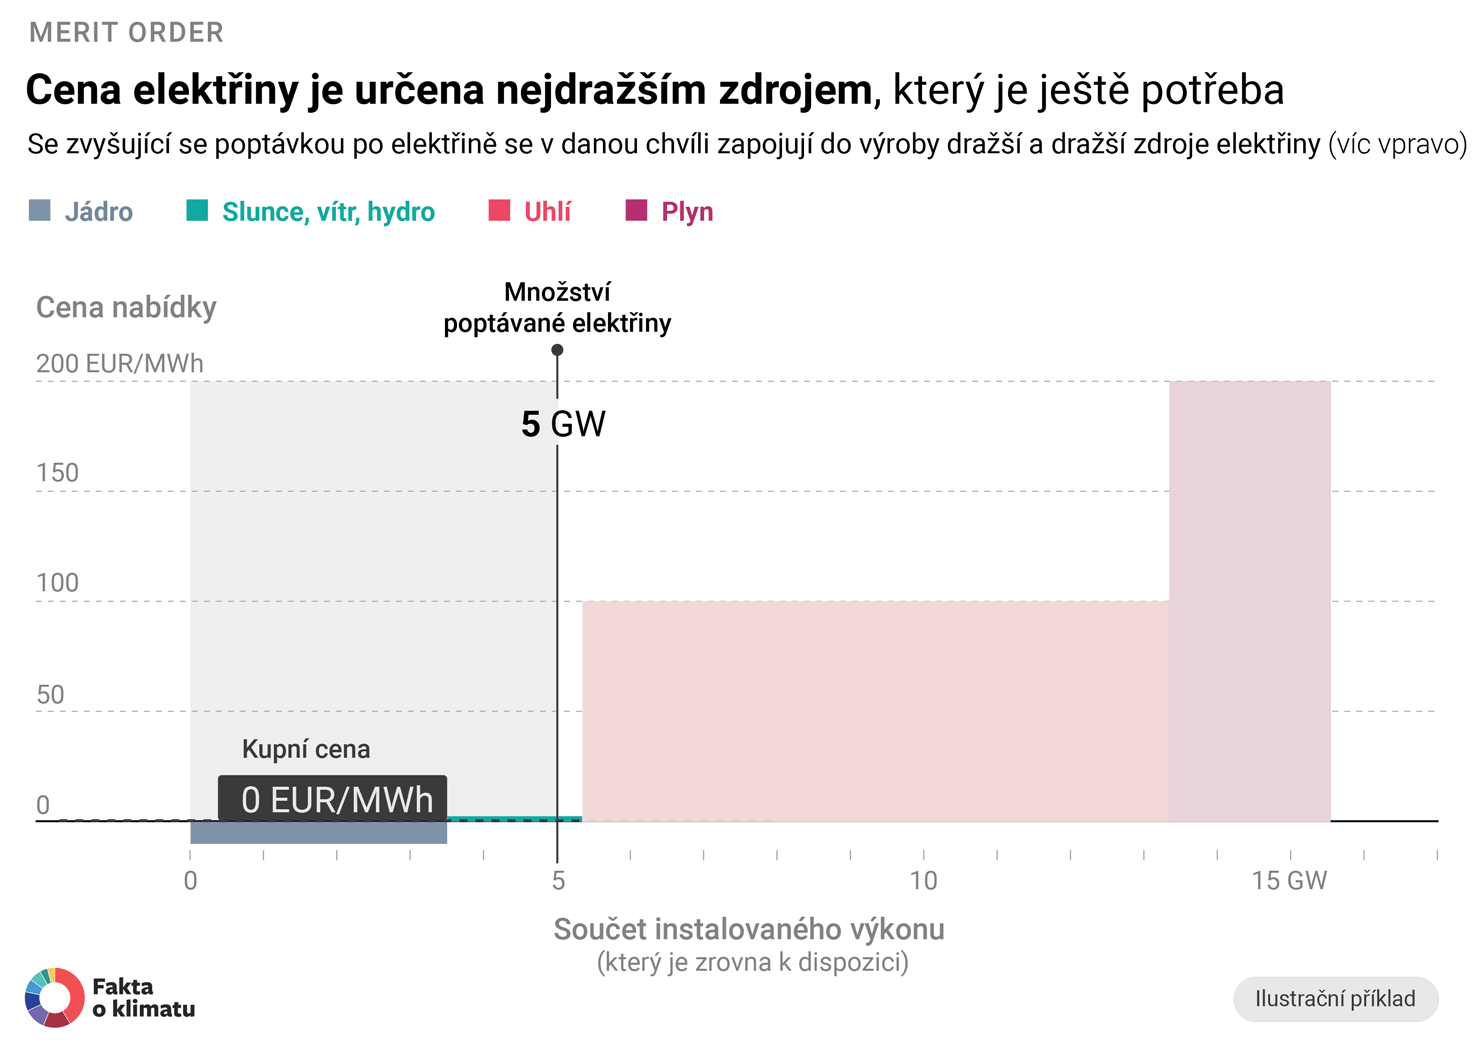 MERIT ORDER
Cena elektřiny je určena nejdražším zdrojem, který je ještě potřeba
Se zvyšující se poptávkou po elektřině se v danou chvíli zapojují do výroby dražší a dražší zdroje elektřiny (víc vpravo)
Jádro Slunce, vítr, hydro Uhlí Plyn
Cena nabídky
Množství
poptávané elektřiny
200 EUR/MWh
5 GW
150
100
50
Kupní cena
0 EUR/MWh
0
0 5 10 15 GW
Součet instalovaného výkonu
(který je zrovna k dispozici)
Fakta
o klimatu
Ilustrační příklad